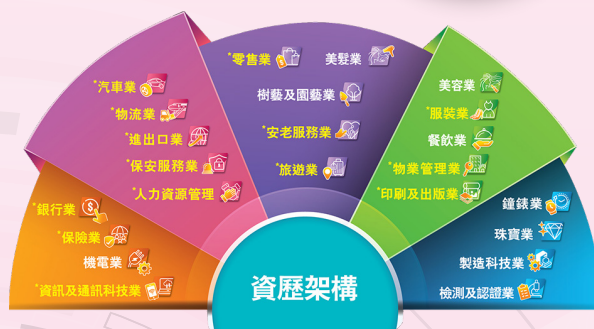 *銀行業
*保險業
機電業
*資訊及通訊科技業
*汽車業
*物流業
*進出口業
*保安服務業
*人力資源管理
*零售業
美髮業
樹藝及園藝業
*安老服務業
*旅遊業
美容業
*服裝業
餐飲業
*物業管理業
*印刷及出版業
鐘錶業
珠寶業
製造科技業
檢測及認證業
資歷架構